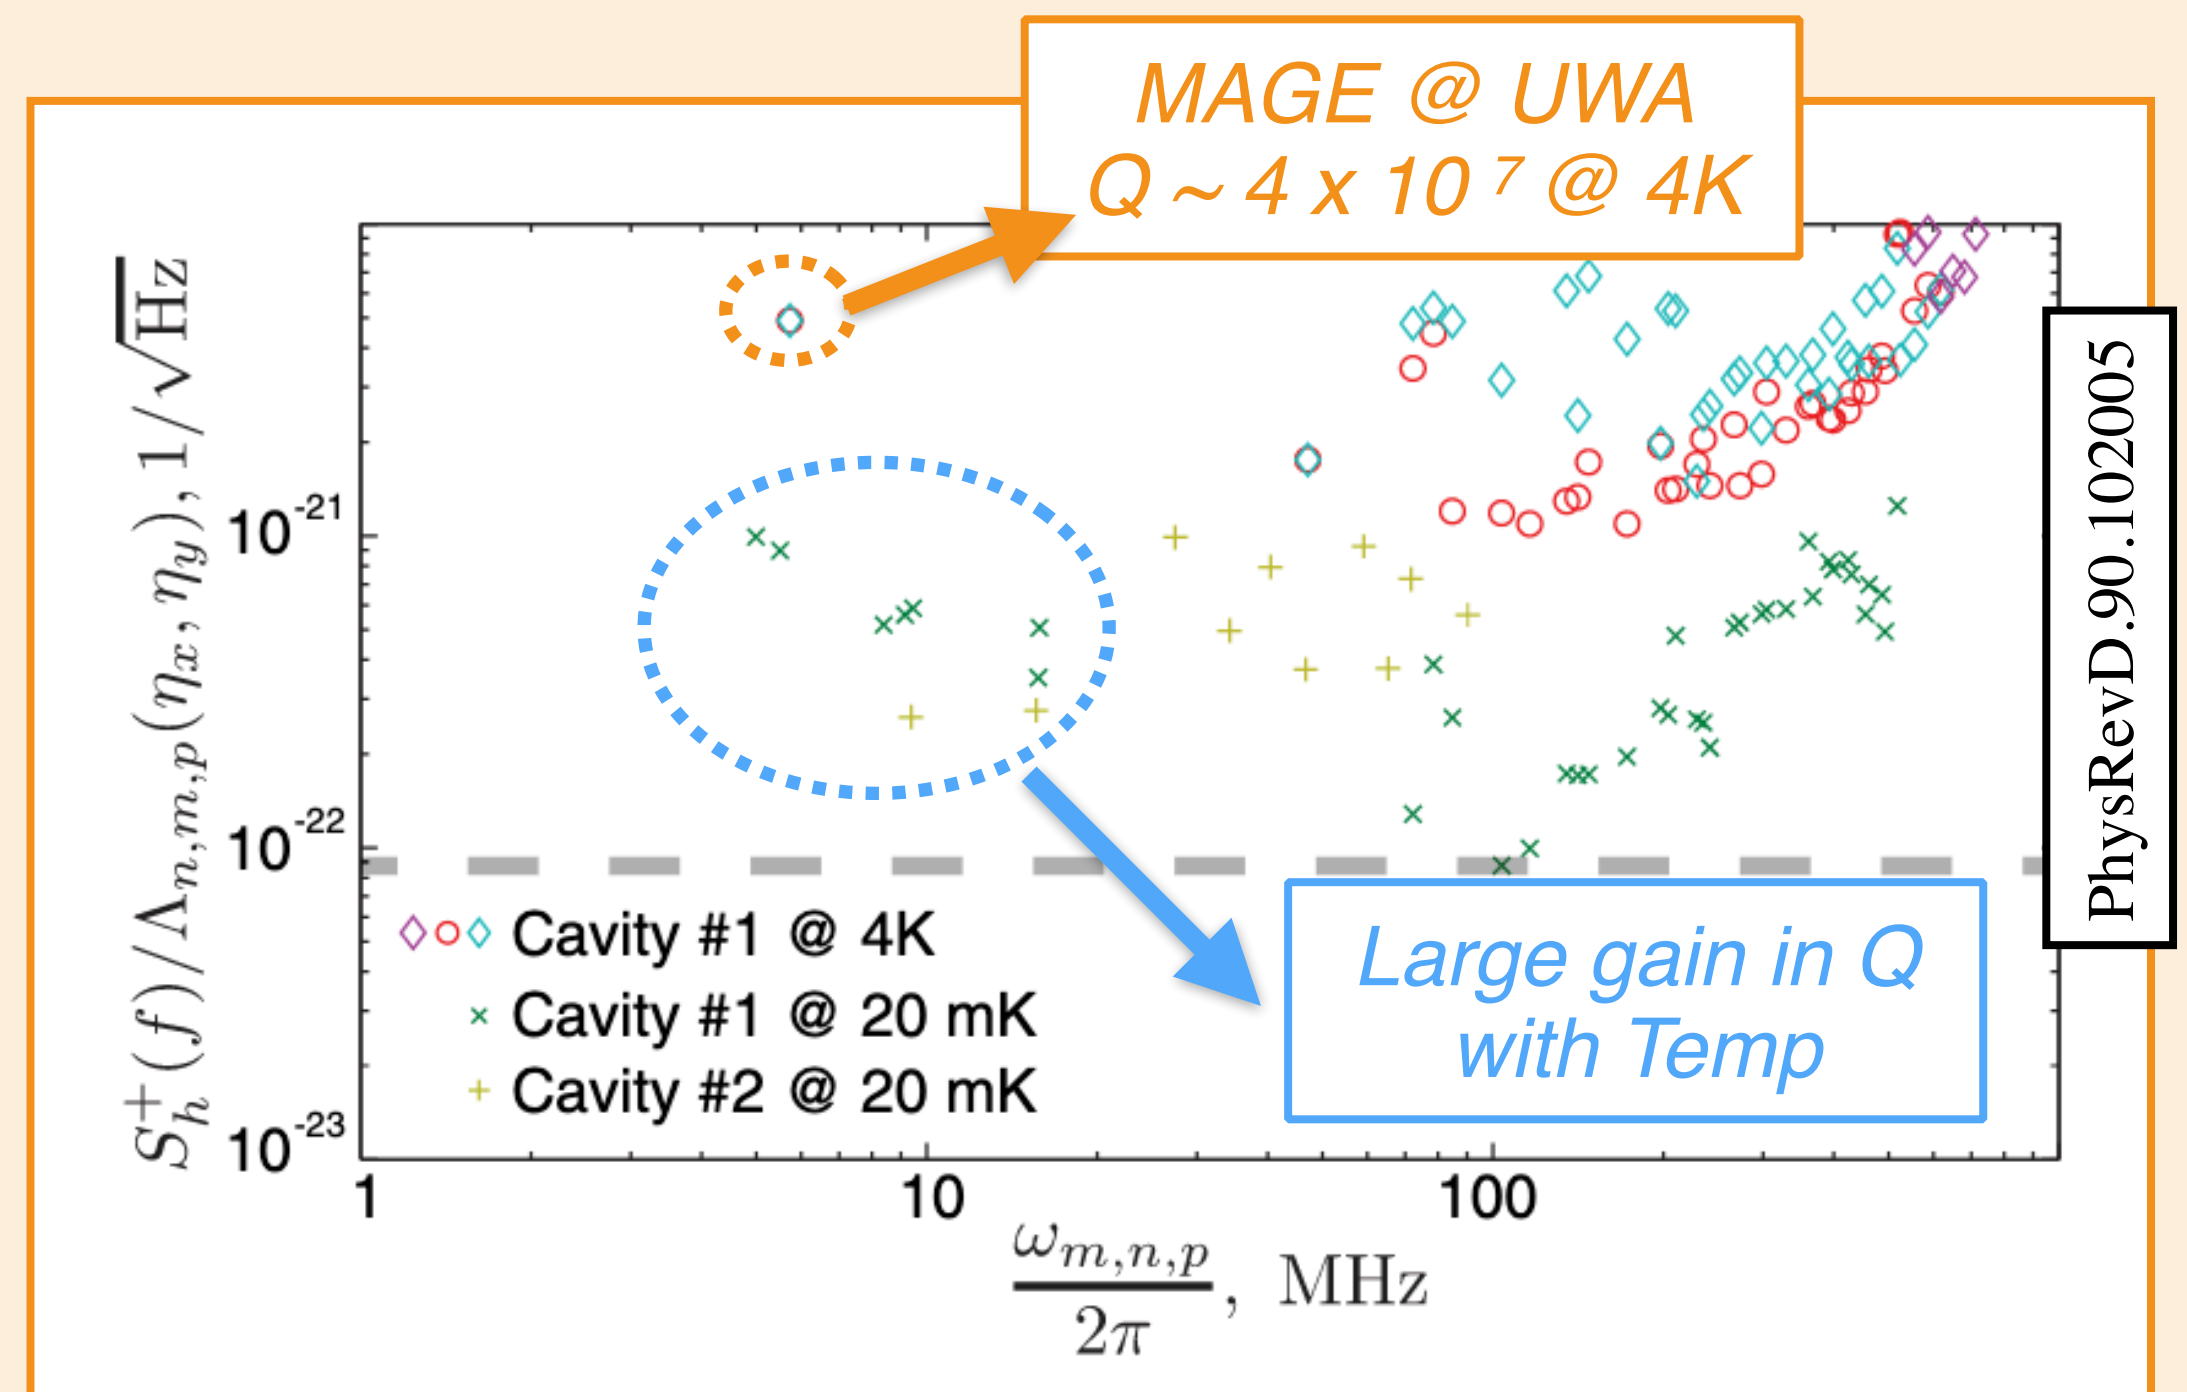 MAGE @ UWA
Q ~ 4 x 10 ⁷ @ 4K
S_h^+(f)/Λ_{n,m,p}(η_x, η_y), 1/√Hz
10^-21
10^-22
10^-23
Cavity #1 @ 4K
Cavity #1 @ 20 mK
Cavity #2 @ 20 mK
Large gain in Q
with Temp
PhysRevD.90.102005
1 10 100
ω_{m,n,p}/2π, MHz